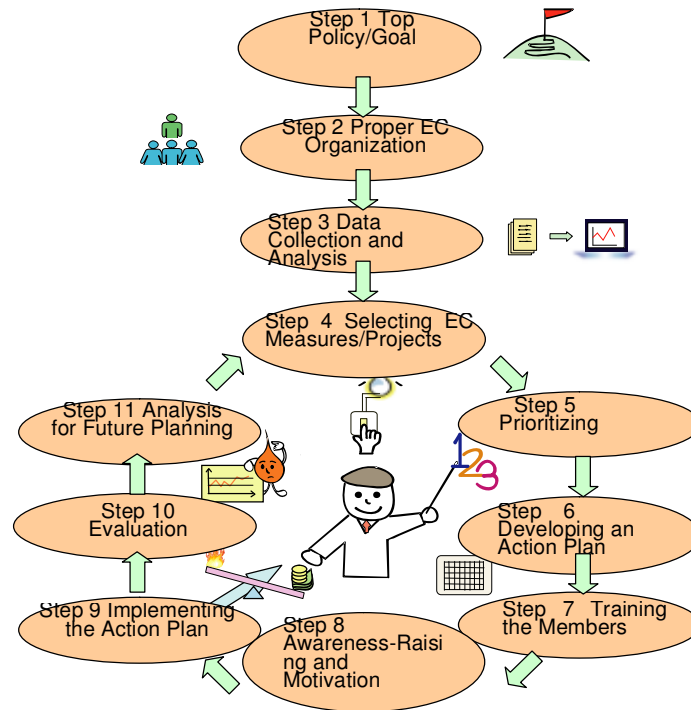 Step 1 Top
Policy/Goal
Step 2 Proper EC
Organization
Step 3 Data
Collection and
Analysis
Step 4 Selecting EC
Measures/Projects
Step 5
Prioritizing
Step 6
Developing an
Action Plan
Step 7 Training
the Members
Step 8
Awareness-Raisi
ng and
Motivation
Step 9 Implementing
the Action Plan
Step 10
Evaluation
Step 11 Analysis
for Future Planning
123